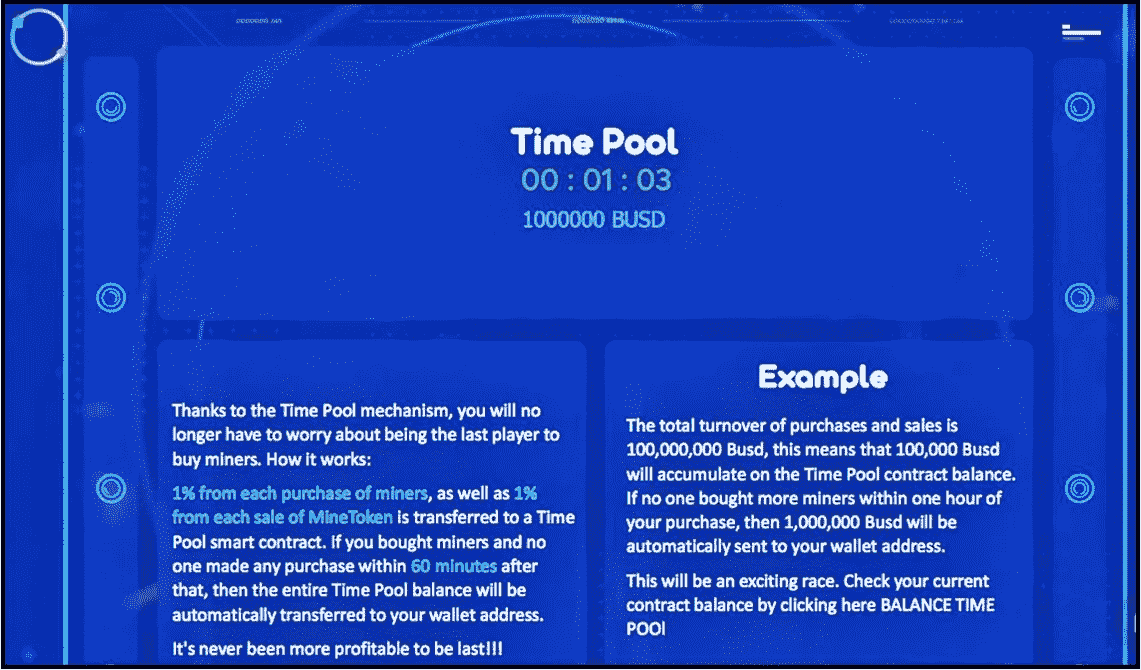 Time Pool
00 : 01 : 03
1000000 BUSD
Thanks to the Time Pool mechanism, you will no
longer have to worry about being the last player to
buy miners. How it works:
1% from each purchase of miners, as well as 1%
from each sale of MineToken is transferred to a Time
Pool smart contract. If you bought miners and no
one made any purchase within 60 minutes after
that, then the entire Time Pool balance will be
automatically transferred to your wallet address.
It's never been more profitable to be last!!!
Example
The total turnover of purchases and sales is
100,000,000 Busd, this means that 100,000 Busd
will accumulate on the Time Pool contract balance.
If no one bought more miners within one hour of
your purchase, then 1,000,000 Busd will be
automatically sent to your wallet address.
This will be an exciting race. Check your current
contract balance by clicking here BALANCE TIME
POOl